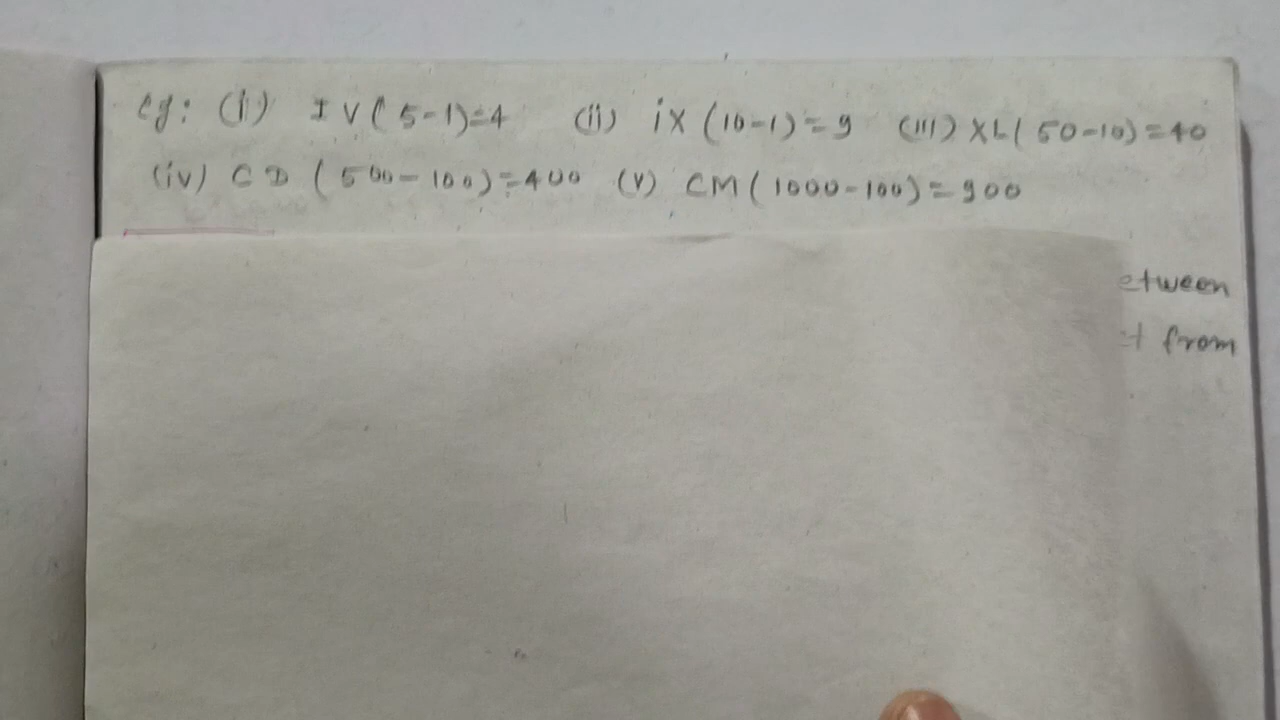 eg: (i) IV(5-1)=4 (ii) iX (10-1)=9 (iii) XL(50-10)=40
(iv) CD (500-100)=400 (v) CM(1000-100)=900
etween
from